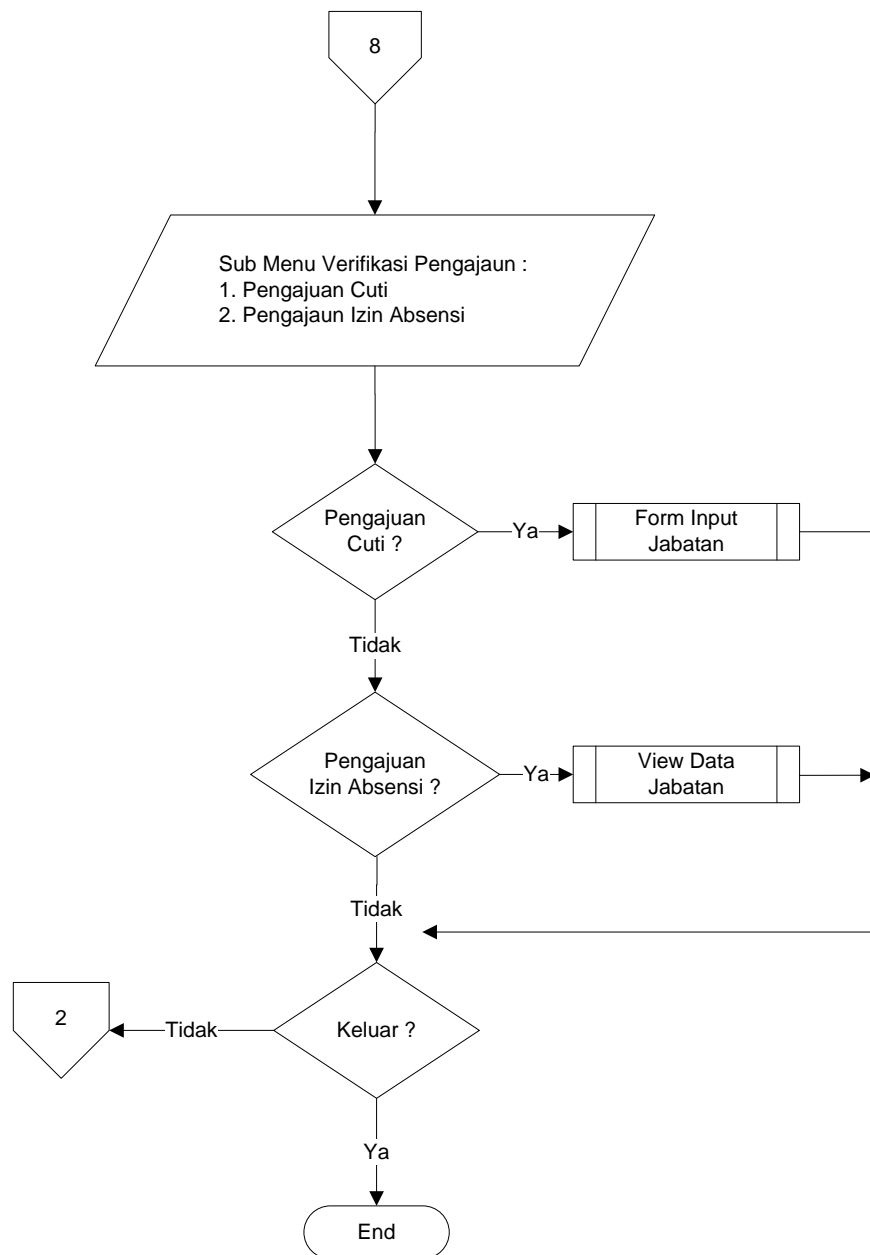 8
Sub Menu Verifikasi Pengajaun :
1. Pengajuan Cuti
2. Pengajaun Izin Absensi
Pengajuan
Cuti ?
Ya
Form Input
Jabatan
Tidak
Pengajuan
Izin Absensi ?
Ya
View Data
Jabatan
Tidak
2
Tidak
Keluar ?
Ya
End